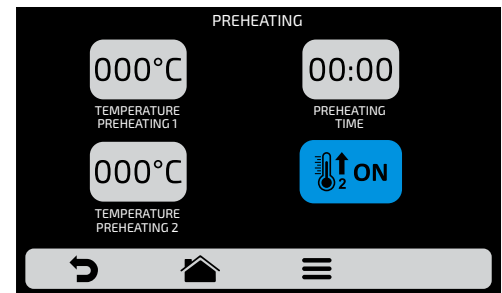 PREHEATING
000°C
00:00
TEMPERATURE
PREHEATING 1
PREHEATING
TIME
000°C
2 ON
TEMPERATURE
PREHEATING 2